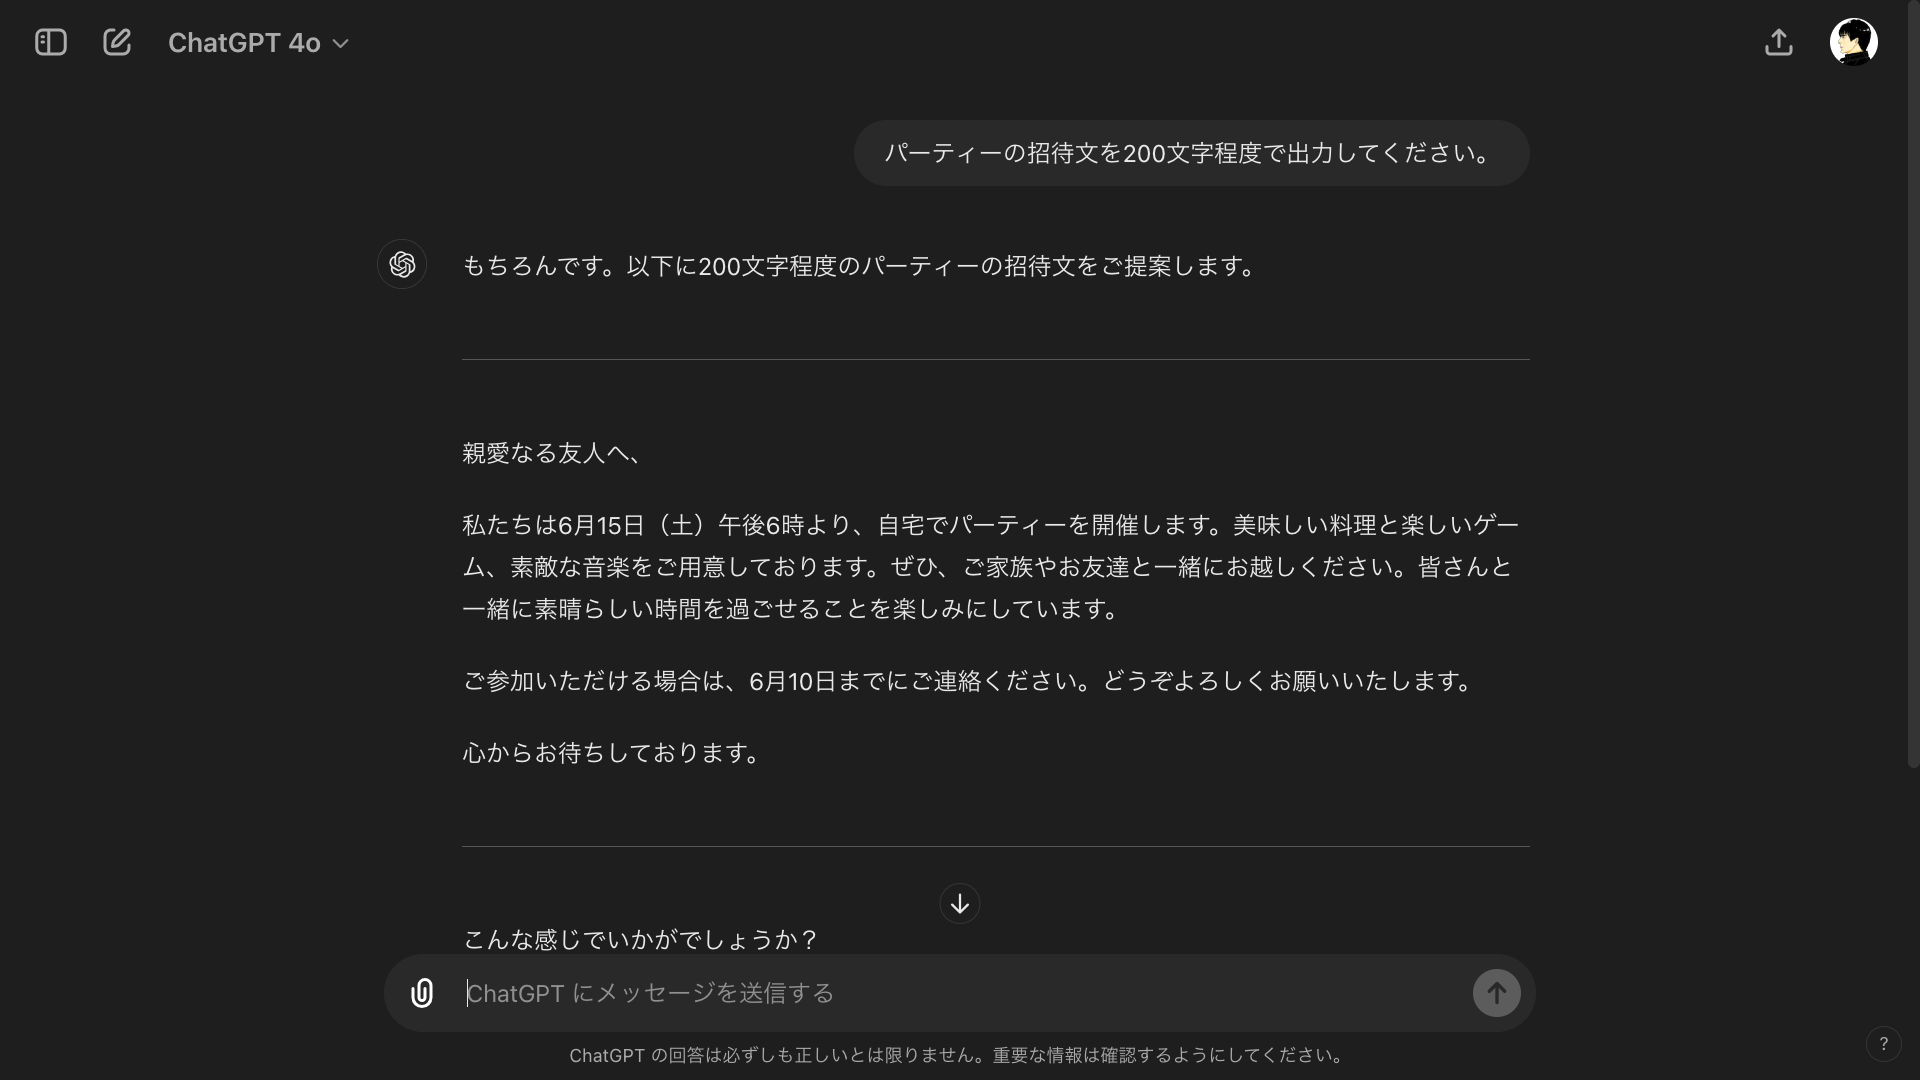 ChatGPT 4o
パーティーの招待文を200文字程度で出力してください。
もちろんです。以下に200文字程度のパーティーの招待文をご提案します。
親愛なる友人へ、
私たちは6月15日（土）午後6時より、自宅でパーティーを開催します。美味しい料理と楽しいゲー
ム、素敵な音楽をご用意しております。ぜひ、ご家族やお友達と一緒にお越しください。皆さんと
一緒に素晴らしい時間を過ごせることを楽しみにしています。
ご参加いただける場合は、6月10日までにご連絡ください。どうぞよろしくお願いいたします。
心からお待ちしております。
こんな感じでいかがでしょうか？
ChatGPT にメッセージを送信する
ChatGPT の回答は必ずしも正しいとは限りません。重要な情報は確認するようにしてください。
?